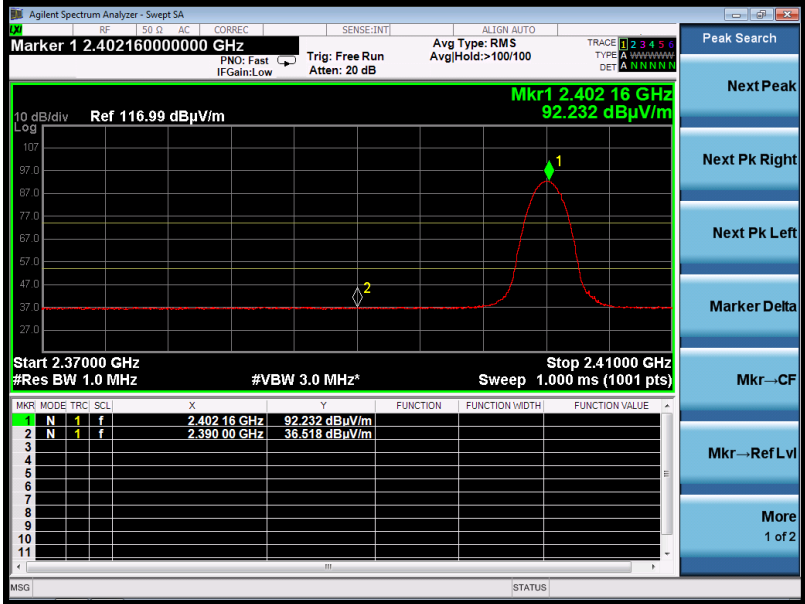 Agilent Spectrum Analyzer - Swept SA
LXI RF 50 Ω AC CORREC SENSE:INT ALIGN AUTO
Marker 1 2.402160000000 GHz
PNO: Fast
IFGain:Low
Trig: Free Run
Atten: 20 dB
Avg Type: RMS
Avg|Hold:>100/100
TRACE 1 2 3 4 5 6
TYPE A WWWWW
DET A N N N N N
Mkr1 2.402 16 GHz
92.232 dBµV/m
10 dB/div Ref 116.99 dBµV/m
Log
107
97.0
87.0
77.0
67.0
57.0
47.0
37.0
27.0
1
2
Start 2.37000 GHz
Stop 2.41000 GHz
#Res BW 1.0 MHz #VBW 3.0 MHz* Sweep 1.000 ms (1001 pts)
MKR MODE TRC SCL X Y FUNCTION FUNCTION WIDTH FUNCTION VALUE
1 N 1 f 2.402 16 GHz 92.232 dBµV/m
2 N 1 f 2.390 00 GHz 36.518 dBµV/m
3
4
5
6
7
8
9
10
11
MSG STATUS
Peak Search
Next Peak
Next Pk Right
Next Pk Left
Marker Delta
Mkr→CF
Mkr→Ref Lvl
More
1 of 2